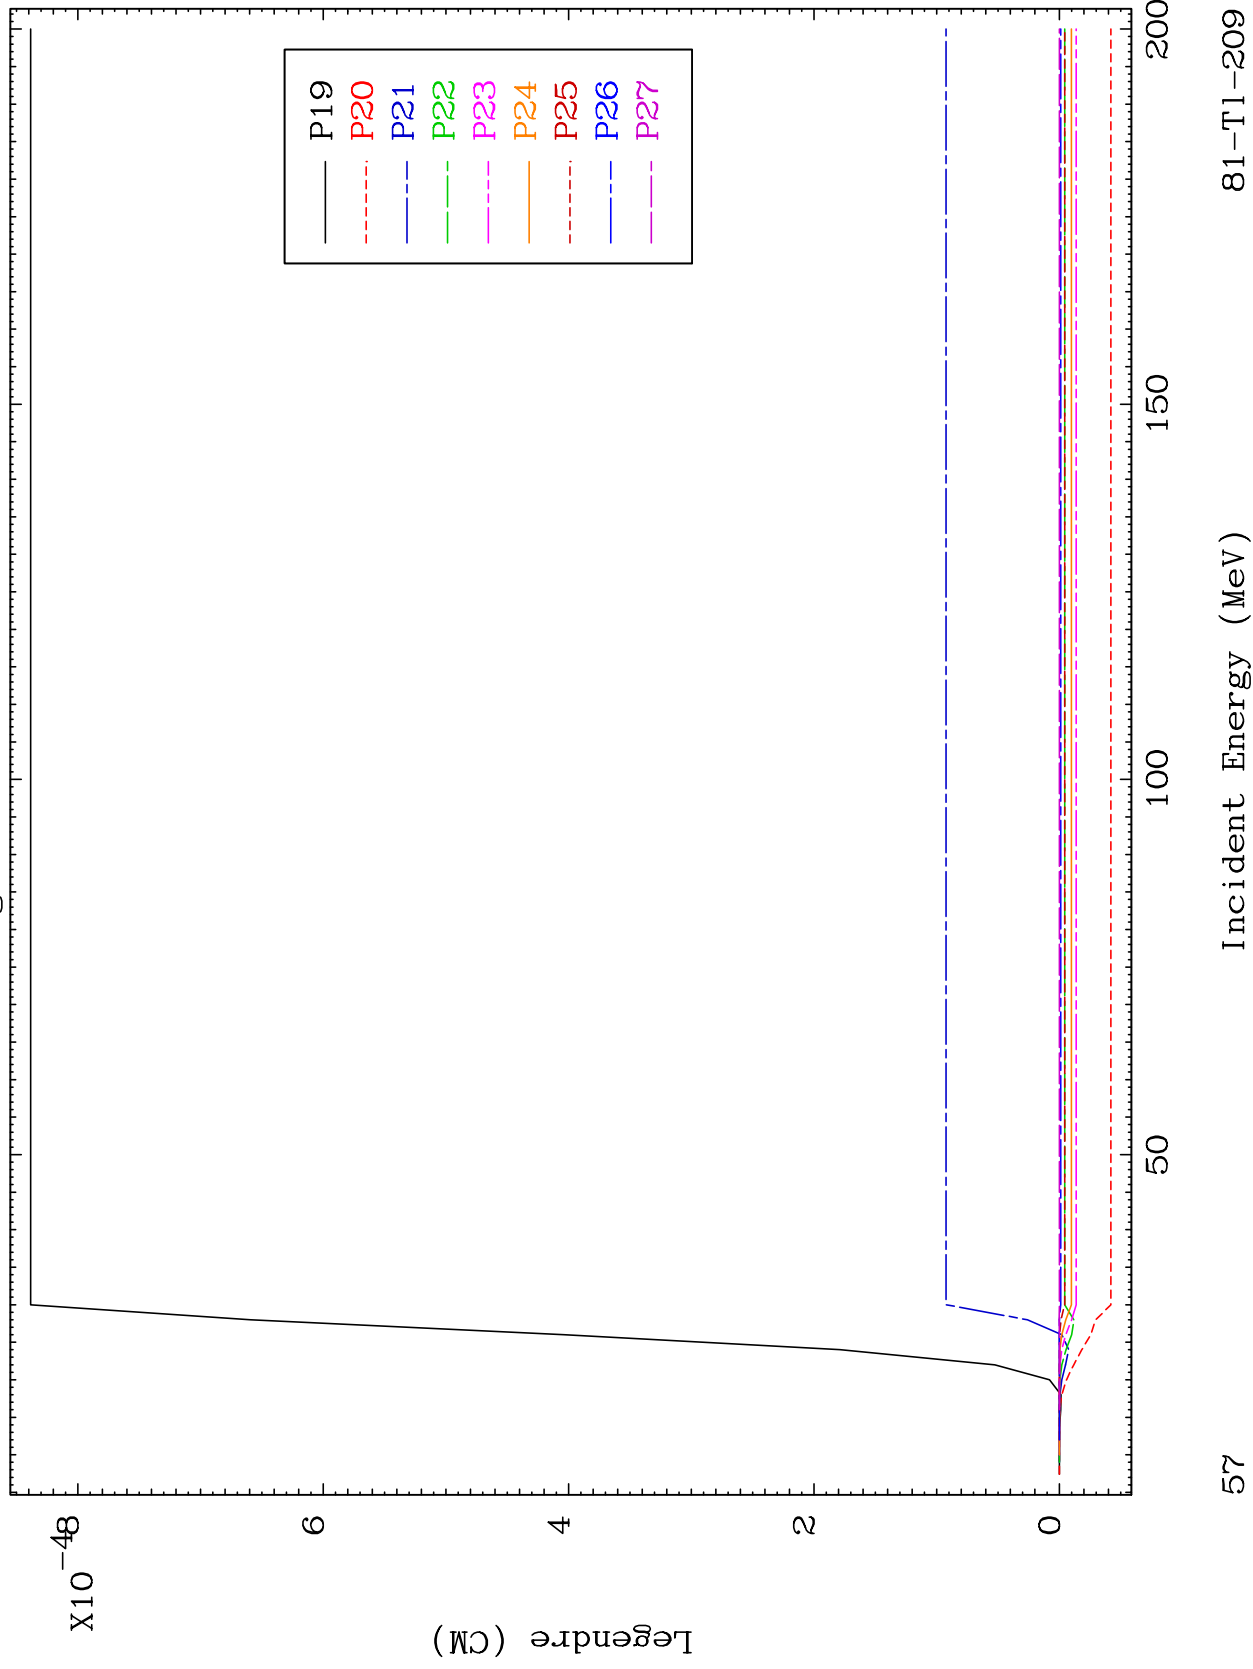 X10⁻⁴
8
6
4
2
0
Legendre (CM)
P19
P20
P21
P22
P23
P24
P25
P26
P27
50 100 150 200
Incident Energy (MeV)
57
81-Tl-209